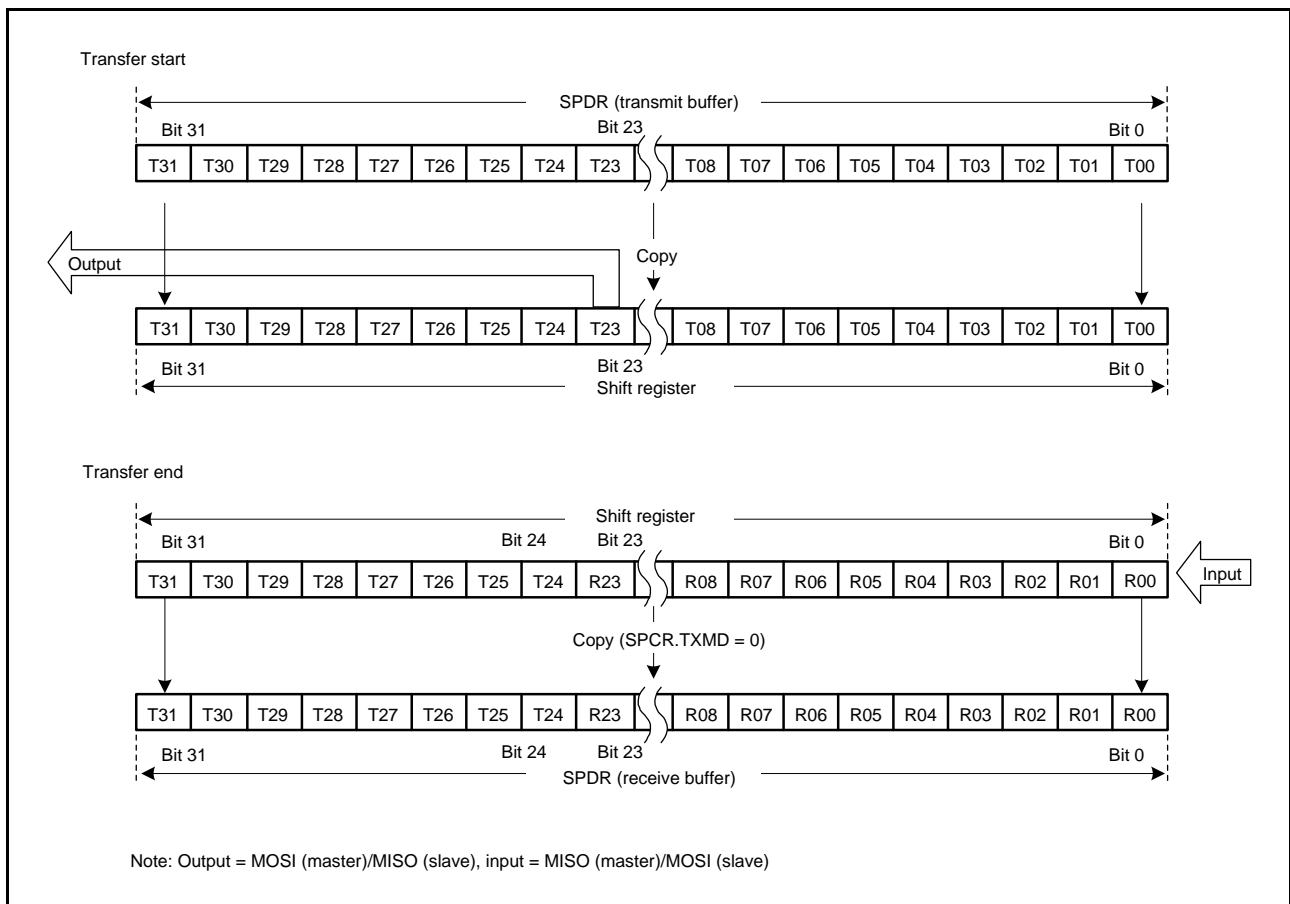 Transfer start
SPDR (transmit buffer)
Bit 31 Bit 23 Bit 0
T31 T30 T29 T28 T27 T26 T25 T24 T23 T08 T07 T06 T05 T04 T03 T02 T01 T00
Output Copy
T31 T30 T29 T28 T27 T26 T25 T24 T23 T08 T07 T06 T05 T04 T03 T02 T01 T00
Bit 31 Bit 23 Bit 0
Shift register
Transfer end
Shift register
Bit 31 Bit 24 Bit 23 Bit 0
T31 T30 T29 T28 T27 T26 T25 T24 R23 R08 R07 R06 R05 R04 R03 R02 R01 R00 Input
Copy (SPCR.TXMD = 0)
T31 T30 T29 T28 T27 T26 T25 T24 R23 R08 R07 R06 R05 R04 R03 R02 R01 R00
Bit 31 Bit 24 Bit 23 Bit 0
SPDR (receive buffer)
Note: Output = MOSI (master)/MISO (slave), input = MISO (master)/MOSI (slave)